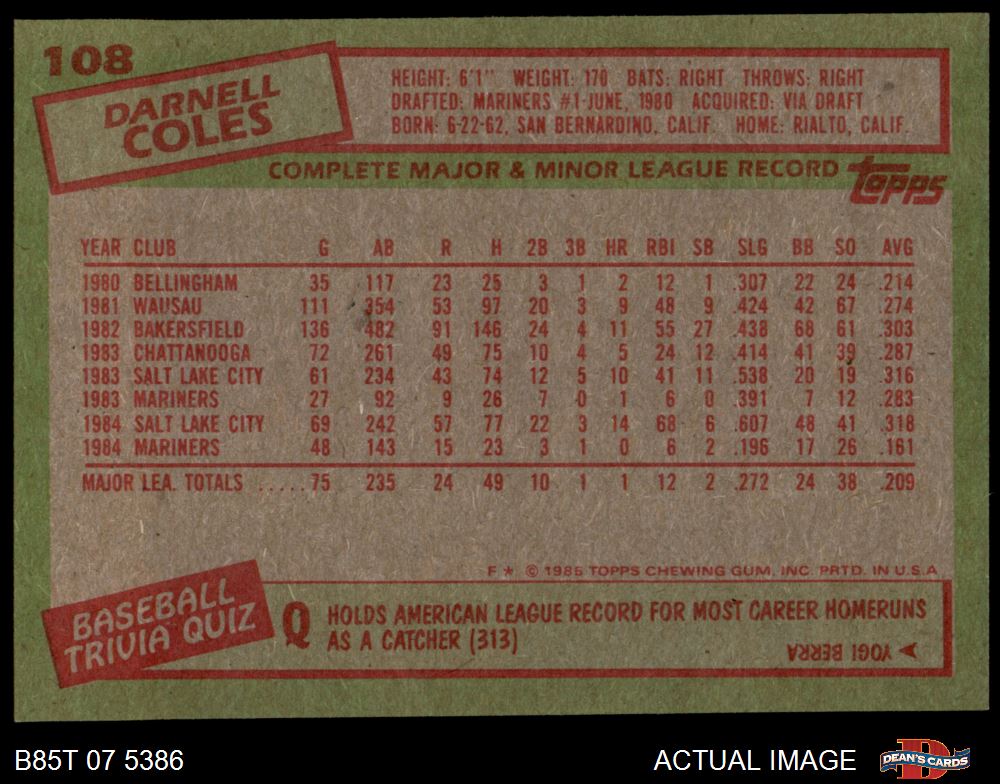 108
DARNELL
COLES
HEIGHT: 6'1" WEIGHT: 170 BATS: RIGHT THROWS: RIGHT
DRAFTED: MARINERS #1-JUNE, 1980 ACQUIRED: VIA DRAFT
BORN: 6-22-62, SAN BERNARDINO, CALIF. HOME: RIALTO, CALIF.
COMPLETE MAJOR & MINOR LEAGUE RECORD topps
YEAR CLUB G AB R H 2B 3B HR RBI SB SLG BB SO AVG
1980 BELLINGHAM 35 117 23 25 3 1 2 12 1 .307 22 24 .214
1981 WAUSAU 111 354 53 97 20 3 9 48 9 .424 42 67 .274
1982 BAKERSFIELD 136 482 91 146 24 4 11 55 27 .438 68 61 .303
1983 CHATTANOOGA 72 261 49 75 10 4 5 24 12 .414 41 39 .287
1983 SALT LAKE CITY 61 234 43 74 12 5 10 41 11 .538 20 19 .316
1983 MARINERS 27 92 9 26 7 0 1 6 0 .391 7 12 .283
1984 SALT LAKE CITY 69 242 57 77 22 3 14 68 6 .607 48 41 .318
1984 MARINERS 48 143 15 23 3 1 0 6 2 .196 17 26 .161
MAJOR LEA. TOTALS .....75 235 24 49 10 1 1 12 2 .272 24 38 .209
F * © 1985 TOPPS CHEWING GUM, INC. PRTD. IN U.S.A
BASEBALL
TRIVIA QUIZ
Q HOLDS AMERICAN LEAGUE RECORD FOR MOST CAREER HOMERUNS
AS A CATCHER (313)
A YOGI BERRA
B85T 07 5386 ACTUAL IMAGE D DEAN'S CARDS